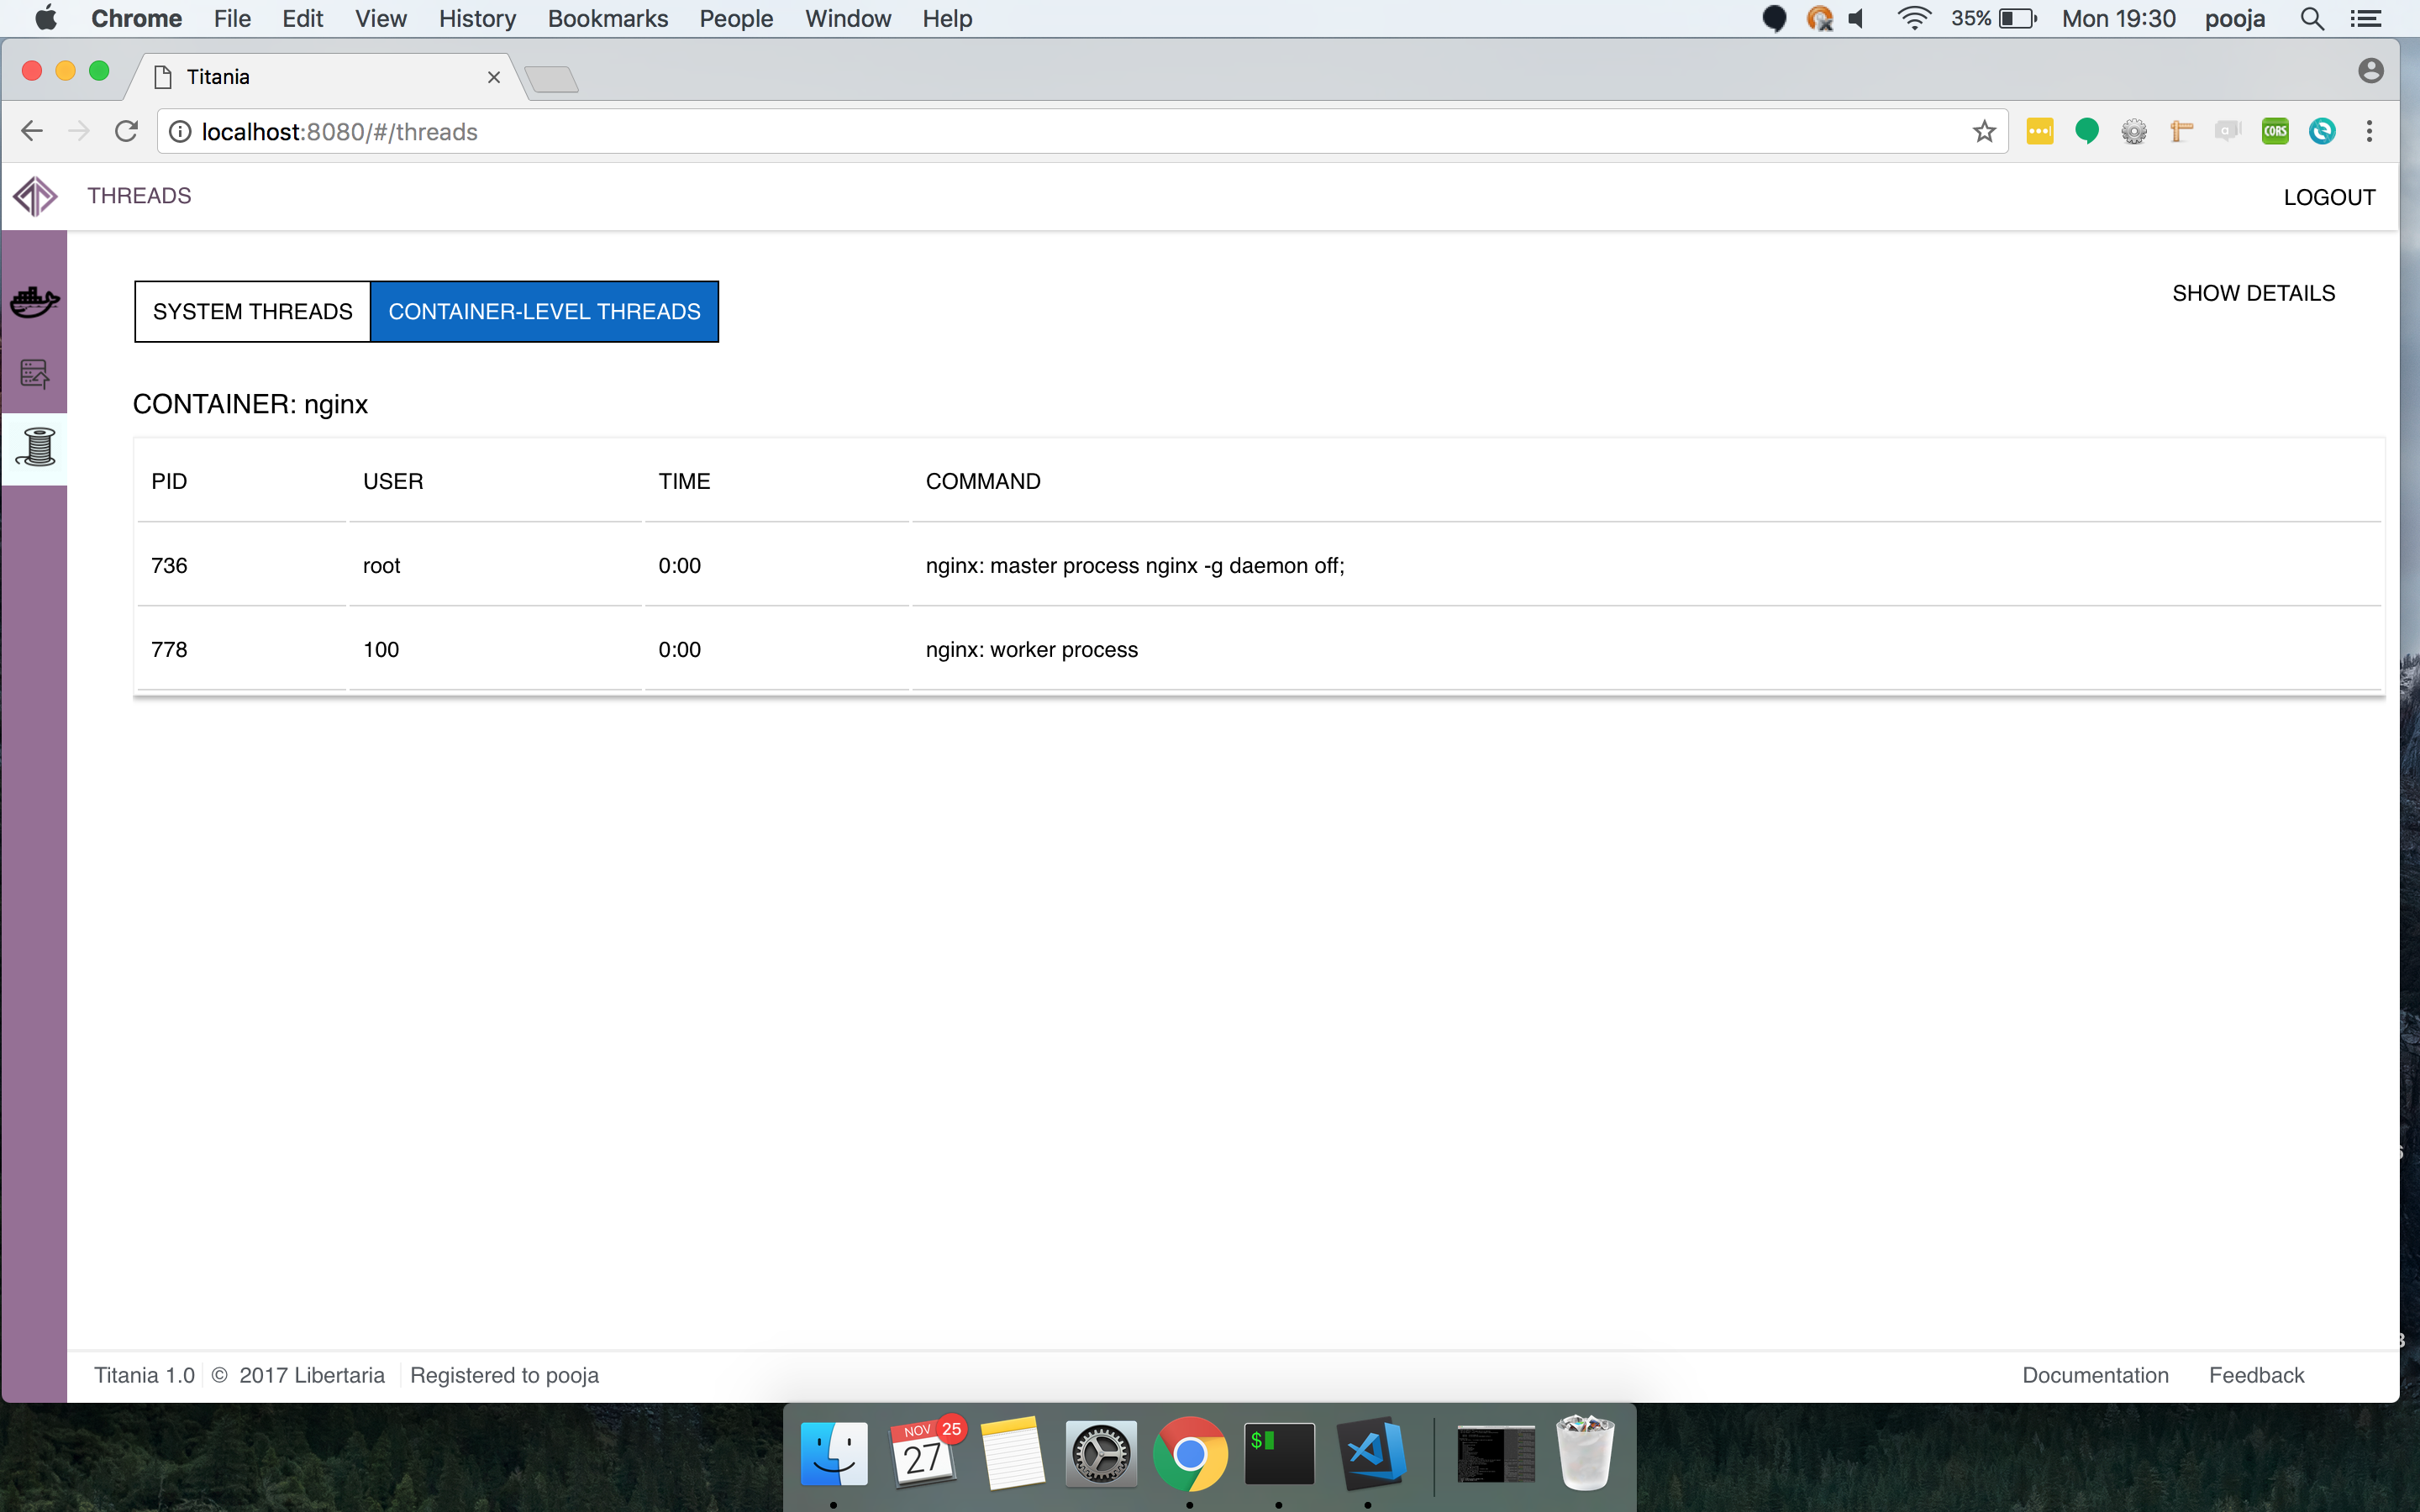 Chrome File Edit View History Bookmarks People Window Help 35% Mon 19:30 pooja
Titania
localhost:8080/#/threads
CORS
THREADS LOGOUT
SYSTEM THREADS CONTAINER-LEVEL THREADS SHOW DETAILS
CONTAINER: nginx
PID USER TIME COMMAND
736 root 0:00 nginx: master process nginx -g daemon off;
778 100 0:00 nginx: worker process
Titania 1.0 © 2017 Libertaria Registered to pooja Documentation Feedback
NOV 25
27
$